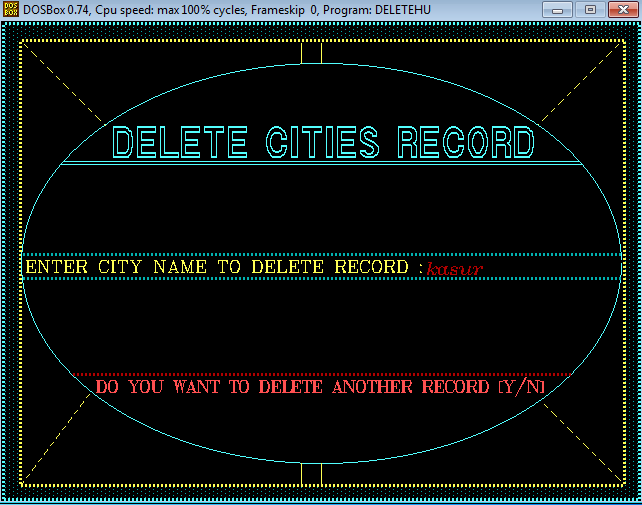 DOSBox 0.74, Cpu speed: max 100% cycles, Frameskip 0, Program: DELETEHU
DELETE CITIES RECORD
ENTER CITY NAME TO DELETE RECORD :kasur
DO YOU WANT TO DELETE ANOTHER RECORD [Y/N]